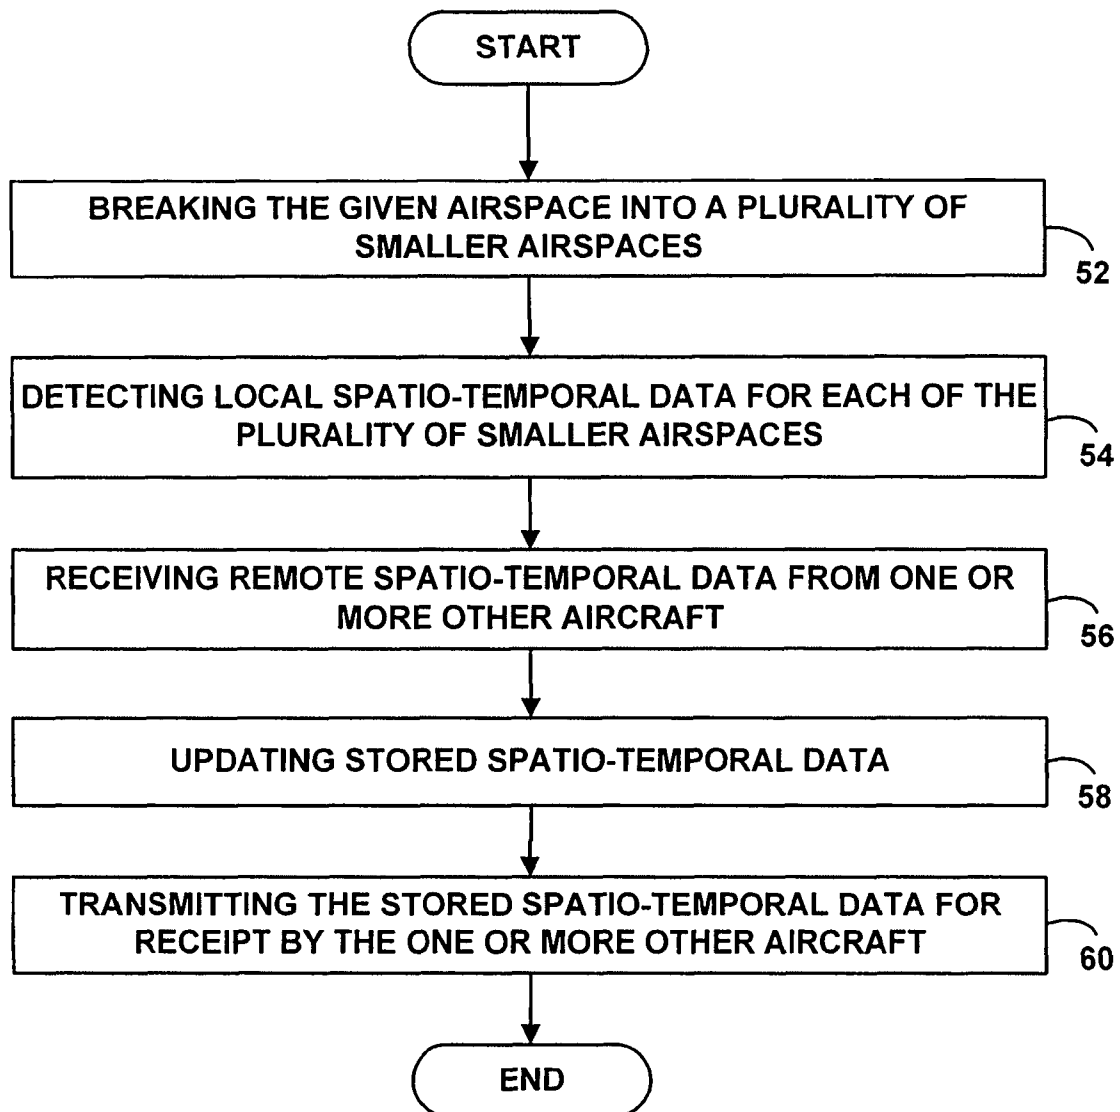 START
BREAKING THE GIVEN AIRSPACE INTO A PLURALITY OF
SMALLER AIRSPACES
52
DETECTING LOCAL SPATIO-TEMPORAL DATA FOR EACH OF THE
PLURALITY OF SMALLER AIRSPACES
54
RECEIVING REMOTE SPATIO-TEMPORAL DATA FROM ONE OR
MORE OTHER AIRCRAFT
56
UPDATING STORED SPATIO-TEMPORAL DATA
58
TRANSMITTING THE STORED SPATIO-TEMPORAL DATA FOR
RECEIPT BY THE ONE OR MORE OTHER AIRCRAFT
60
END